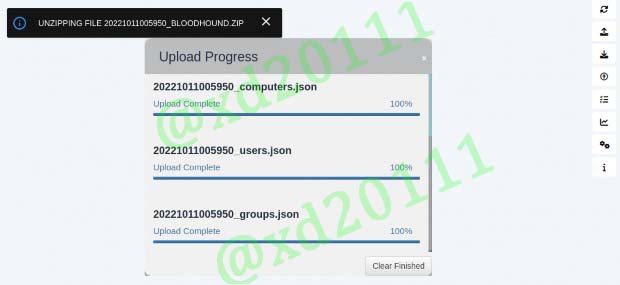 UNZIPPING FILE 20221011005950_BLOODHOUND.ZIP
Upload Progress
20221011005950_computers.json
Upload Complete 100%
20221011005950_users.json
Upload Complete 100%
20221011005950_groups.json
Upload Complete 100%
Clear Finished
@xd20111
@xd20111